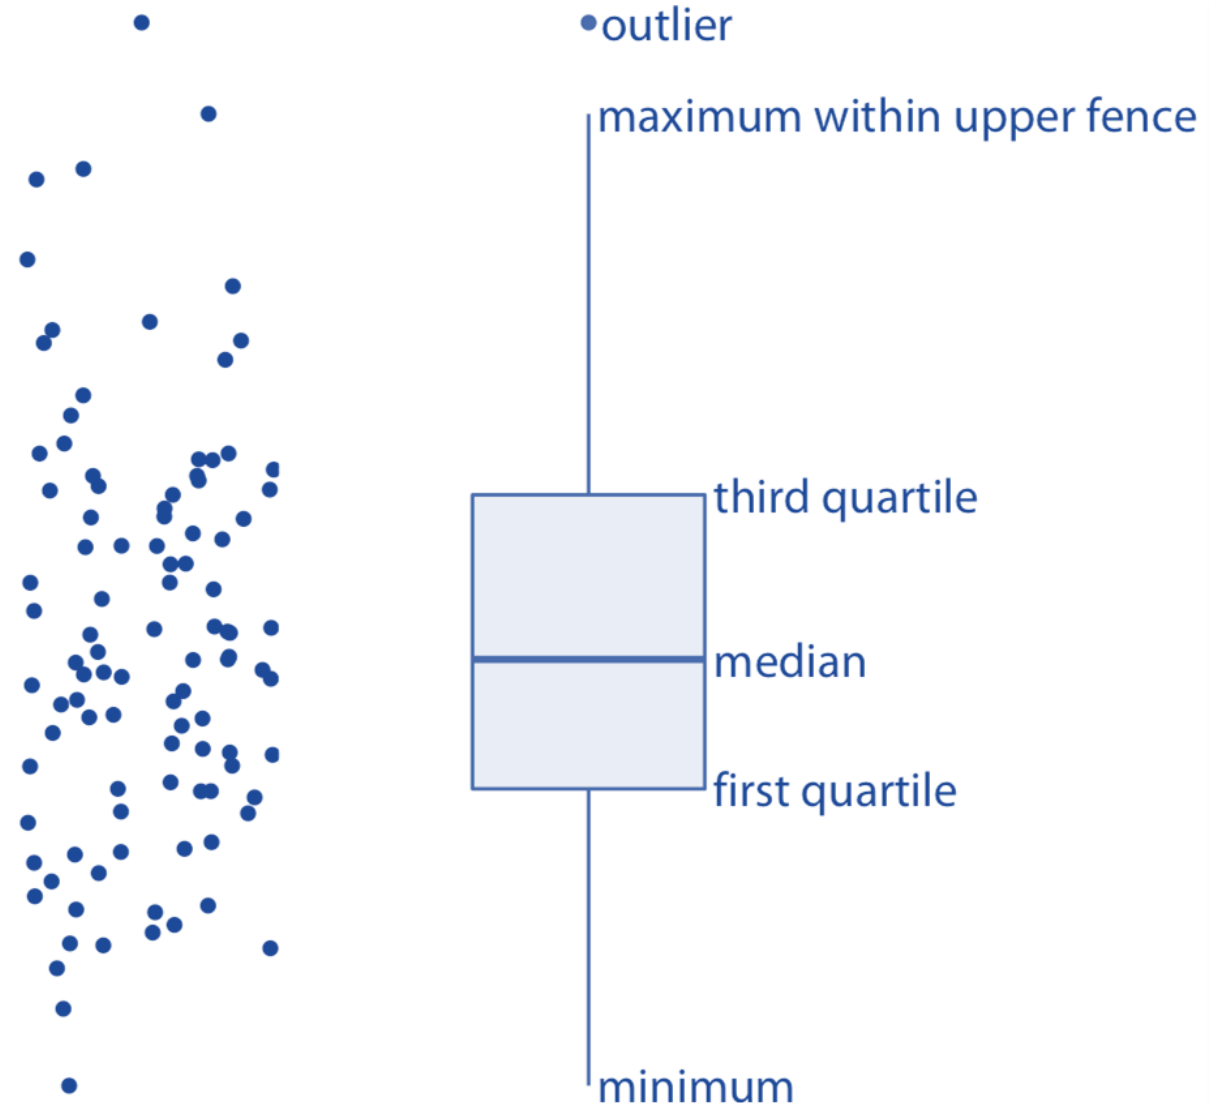 outlier
maximum within upper fence
third quartile
median
first quartile
minimum